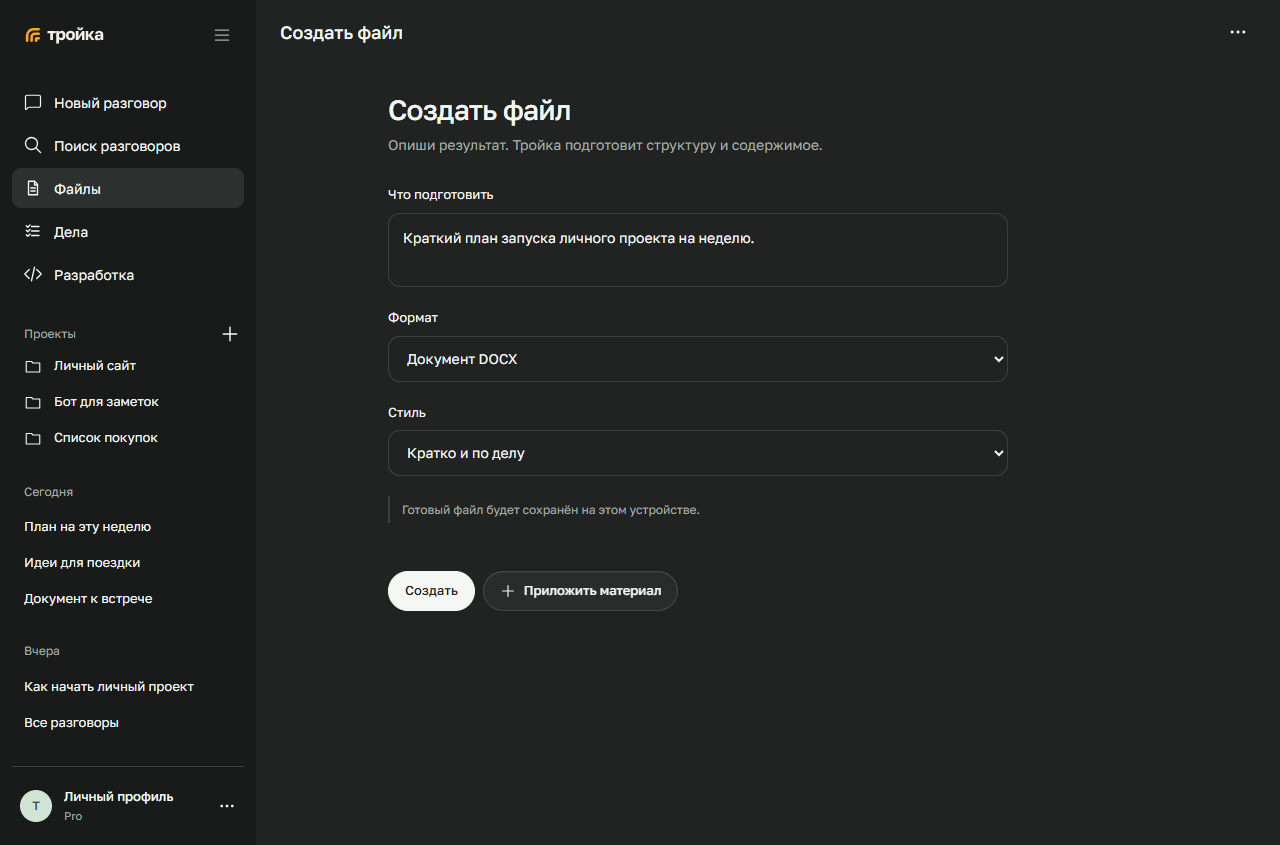 тройка
Новый разговор
Поиск разговоров
Файлы
Дела
Разработка
Проекты
Личный сайт
Бот для заметок
Список покупок
Сегодня
План на эту неделю
Идеи для поездки
Документ к встрече
Вчера
Как начать личный проект
Все разговоры
Т
Личный профиль
Pro
Создать файл
Создать файл
Опиши результат. Тройка подготовит структуру и содержимое.
Что подготовить
Краткий план запуска личного проекта на неделю.
Формат
Документ DOCX
Стиль
Кратко и по делу
Готовый файл будет сохранён на этом устройстве.
Создать
Приложить материал